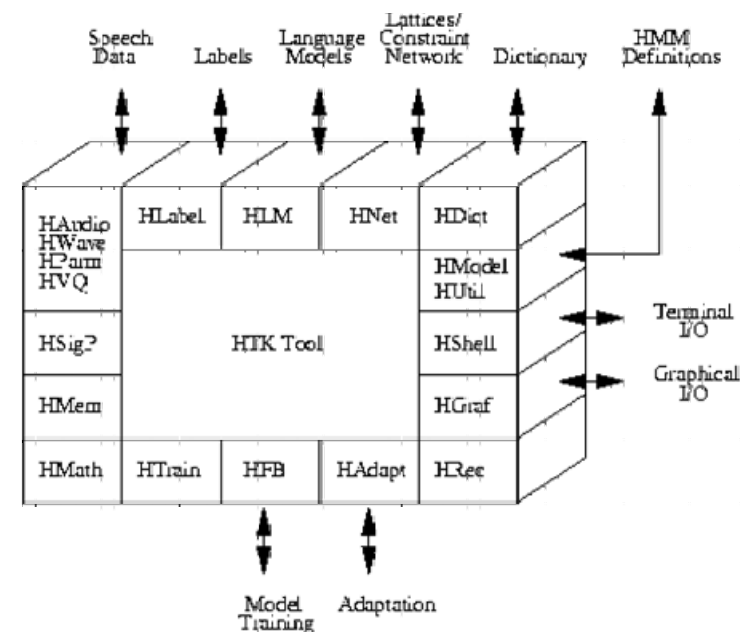 Speech
Data
Labels
Language
Models
Lattices/
Constraint
Network
Dictionary
HMM
Definitions
HAudio
HWave
HParm
HVQ
HLabel
HLM
HNet
HDict
HModel
HUtil
HSigP
HTK Tool
HShell
Terminal
I/O
Graphical
I/O
HMem
HGraf
HMath
HTrain
HFB
HAdapt
HRec
Model
Training
Adaptation